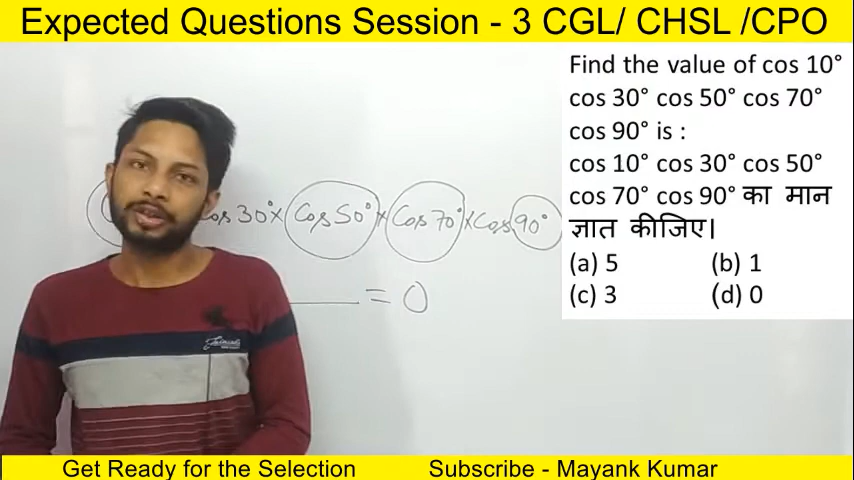 Expected Questions Session - 3 CGL/ CHSL /CPO
Find the value of cos 10°
cos 30° cos 50° cos 70°
cos 90° is :
cos 10° cos 30° cos 50°
cos 70° cos 90° का मान
ज्ञात कीजिए।
(a) 5 (b) 1
(c) 3 (d) 0
Cos 30° × Cos 50° × Cos 70° × Cos 90°
= 0
Get Ready for the Selection Subscribe - Mayank Kumar